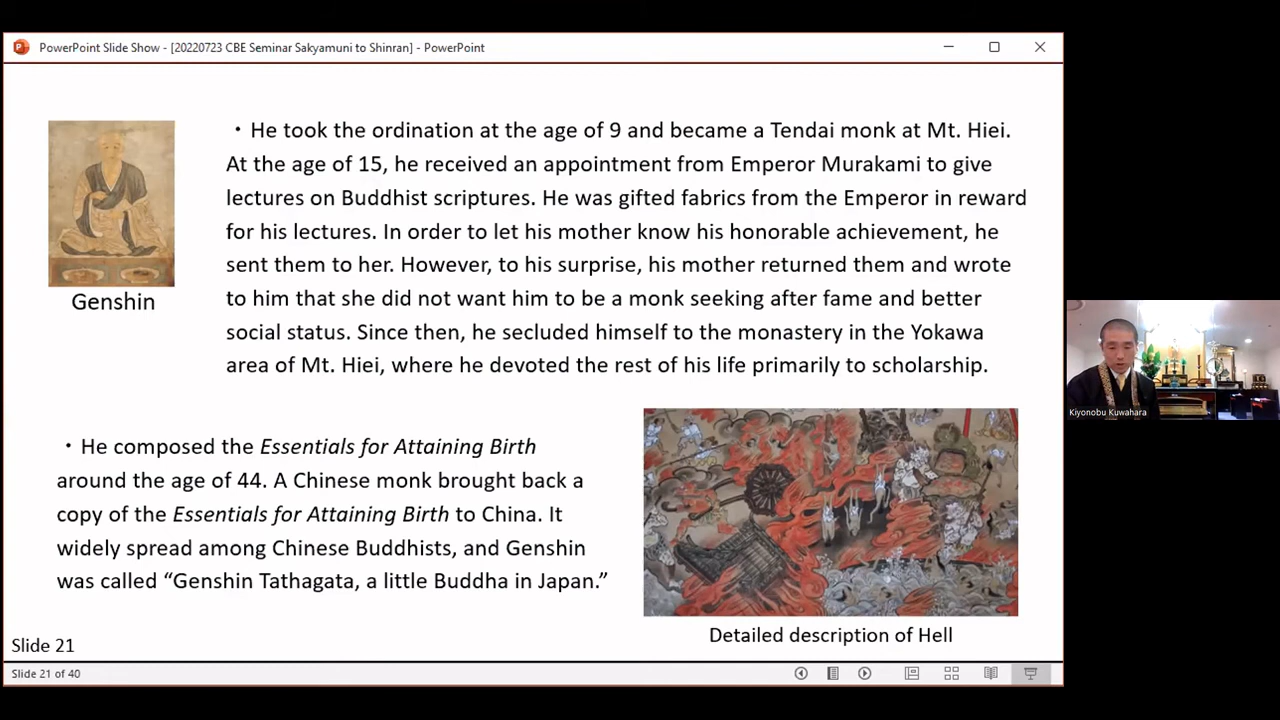 PowerPoint Slide Show - [20220723 CBE Seminar Sakyamuni to Shinran] - PowerPoint
・He took the ordination at the age of 9 and became a Tendai monk at Mt. Hiei.
At the age of 15, he received an appointment from Emperor Murakami to give
lectures on Buddhist scriptures. He was gifted fabrics from the Emperor in reward
for his lectures. In order to let his mother know his honorable achievement, he
sent them to her. However, to his surprise, his mother returned them and wrote
to him that she did not want him to be a monk seeking after fame and better
social status. Since then, he secluded himself to the monastery in the Yokawa
area of Mt. Hiei, where he devoted the rest of his life primarily to scholarship.
Genshin
・He composed the Essentials for Attaining Birth
around the age of 44. A Chinese monk brought back a
copy of the Essentials for Attaining Birth to China. It
widely spread among Chinese Buddhists, and Genshin
was called “Genshin Tathagata, a little Buddha in Japan.”
Detailed description of Hell
Slide 21
Slide 21 of 40
Kiyonobu Kuwahara